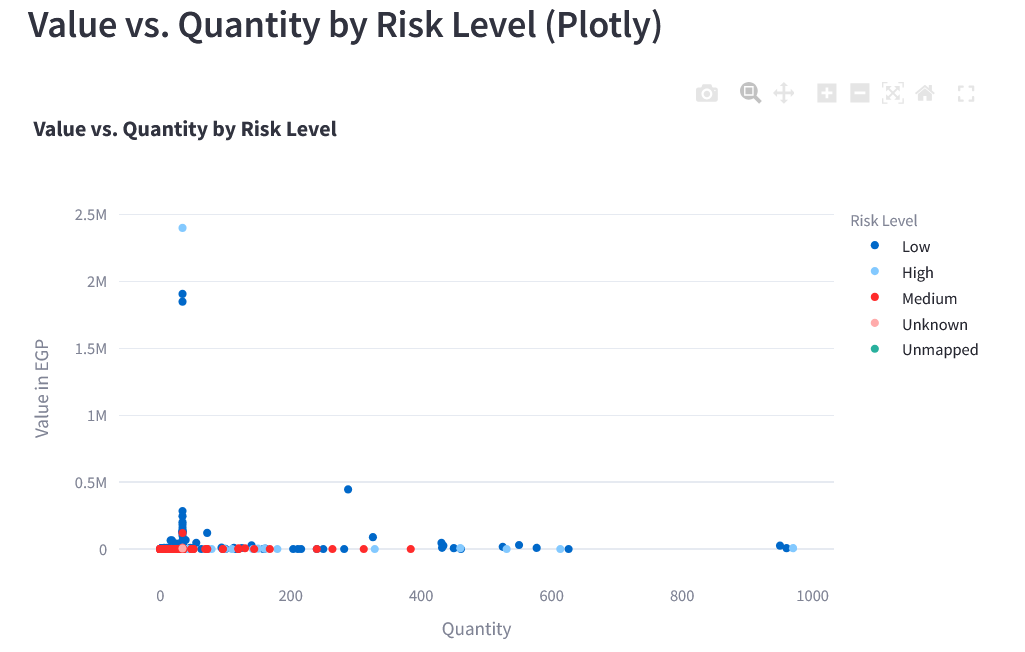 Value vs. Quantity by Risk Level (Plotly)
Value vs. Quantity by Risk Level
2.5M
2M
1.5M
1M
0.5M
0
Value in EGP
0 200 400 600 800 1000
Quantity
Risk Level
Low
High
Medium
Unknown
Unmapped